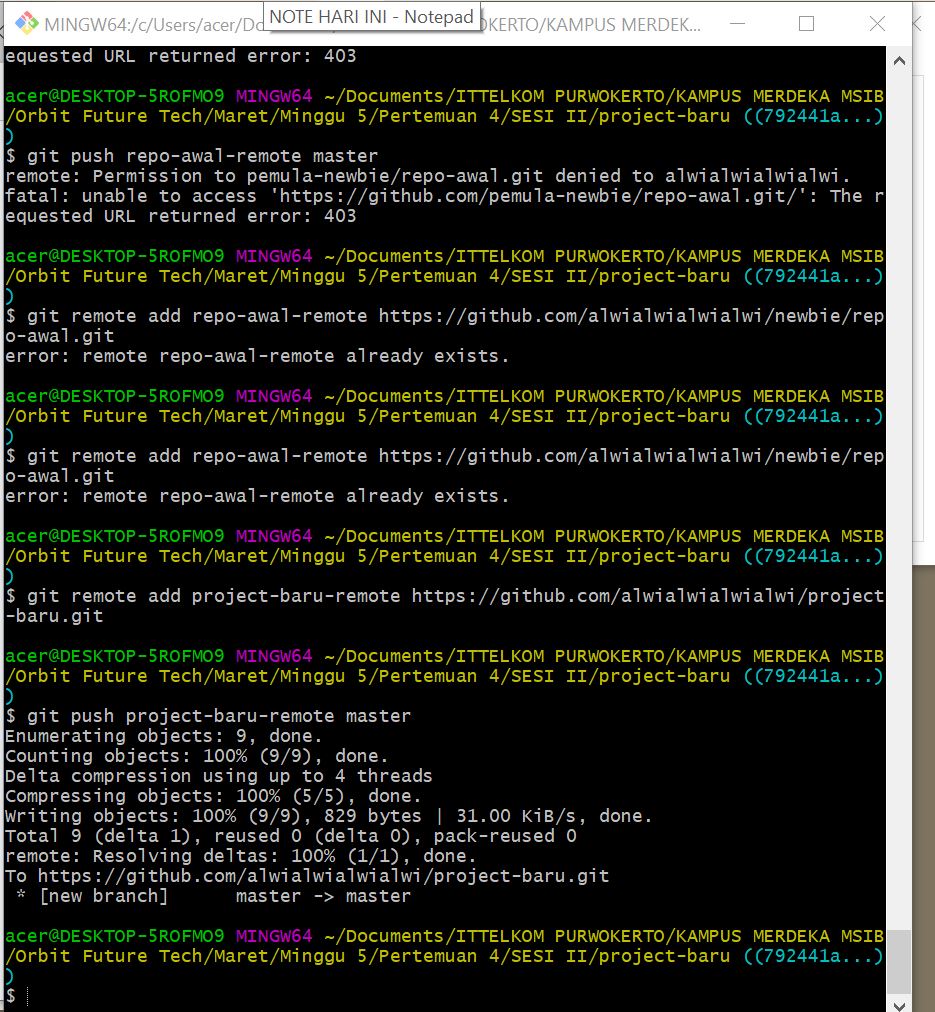 MINGW64:/c/Users/acer/Do
NOTE HARI INI - Notepad
OKERTO/KAMPUS MERDEK...
equested URL returned error: 403
acer@DESKTOP-5ROFMO9 MINGW64 ~/Documents/ITTELKOM PURWOKERTO/KAMPUS MERDEKA MSIB
/Orbit Future Tech/Maret/Minggu 5/Pertemuan 4/SESI II/project-baru ((792441a...)
)
$ git push repo-awal-remote master
remote: Permission to pemula-newbie/repo-awal.git denied to alwialwialwialwi.
fatal: unable to access 'https://github.com/pemula-newbie/repo-awal.git/': The r
equested URL returned error: 403
acer@DESKTOP-5ROFMO9 MINGW64 ~/Documents/ITTELKOM PURWOKERTO/KAMPUS MERDEKA MSIB
/Orbit Future Tech/Maret/Minggu 5/Pertemuan 4/SESI II/project-baru ((792441a...)
)
$ git remote add repo-awal-remote https://github.com/alwialwialwialwi/newbie/rep
o-awal.git
error: remote repo-awal-remote already exists.
acer@DESKTOP-5ROFMO9 MINGW64 ~/Documents/ITTELKOM PURWOKERTO/KAMPUS MERDEKA MSIB
/Orbit Future Tech/Maret/Minggu 5/Pertemuan 4/SESI II/project-baru ((792441a...)
)
$ git remote add repo-awal-remote https://github.com/alwialwialwialwi/newbie/rep
o-awal.git
error: remote repo-awal-remote already exists.
acer@DESKTOP-5ROFMO9 MINGW64 ~/Documents/ITTELKOM PURWOKERTO/KAMPUS MERDEKA MSIB
/Orbit Future Tech/Maret/Minggu 5/Pertemuan 4/SESI II/project-baru ((792441a...)
)
$ git remote add project-baru-remote https://github.com/alwialwialwialwi/project
-baru.git
acer@DESKTOP-5ROFMO9 MINGW64 ~/Documents/ITTELKOM PURWOKERTO/KAMPUS MERDEKA MSIB
/Orbit Future Tech/Maret/Minggu 5/Pertemuan 4/SESI II/project-baru ((792441a...)
)
$ git push project-baru-remote master
Enumerating objects: 9, done.
Counting objects: 100% (9/9), done.
Delta compression using up to 4 threads
Compressing objects: 100% (5/5), done.
Writing objects: 100% (9/9), 829 bytes | 31.00 KiB/s, done.
Total 9 (delta 1), reused 0 (delta 0), pack-reused 0
remote: Resolving deltas: 100% (1/1), done.
To https://github.com/alwialwialwialwi/project-baru.git
 * [new branch]      master -> master
acer@DESKTOP-5ROFMO9 MINGW64 ~/Documents/ITTELKOM PURWOKERTO/KAMPUS MERDEKA MSIB
/Orbit Future Tech/Maret/Minggu 5/Pertemuan 4/SESI II/project-baru ((792441a...)
)
$